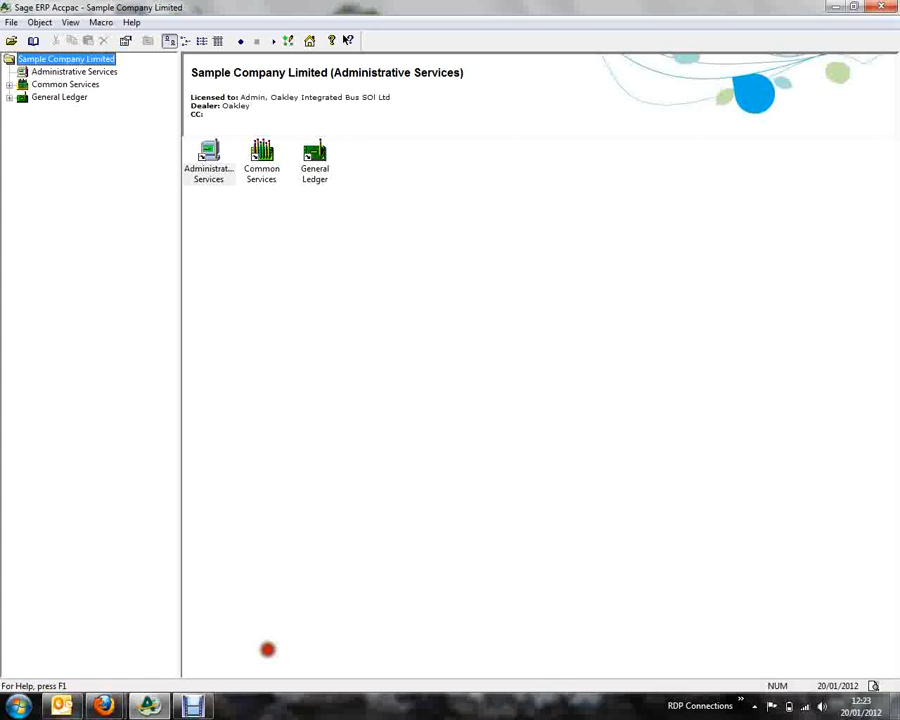 Sage ERP Accpac - Sample Company Limited
File Object View Macro Help
Sample Company Limited
Administrative Services
Common Services
General Ledger
Sample Company Limited (Administrative Services)
Licensed to: Admin, Oakley Integrated Bus SOl Ltd
Dealer: Oakley
CC:
Administrat... Common General
Services Services Ledger
For Help, press F1 NUM 20/01/2012
RDP Connections 12:23
20/01/2012